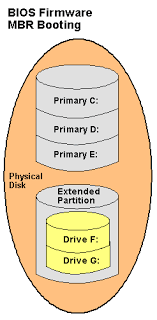 BIOS Firmware
MBR Booting
Primary C:
Primary D:
Primary E:
Physical
Disk
Extended
Partition
Drive F:
Drive G: